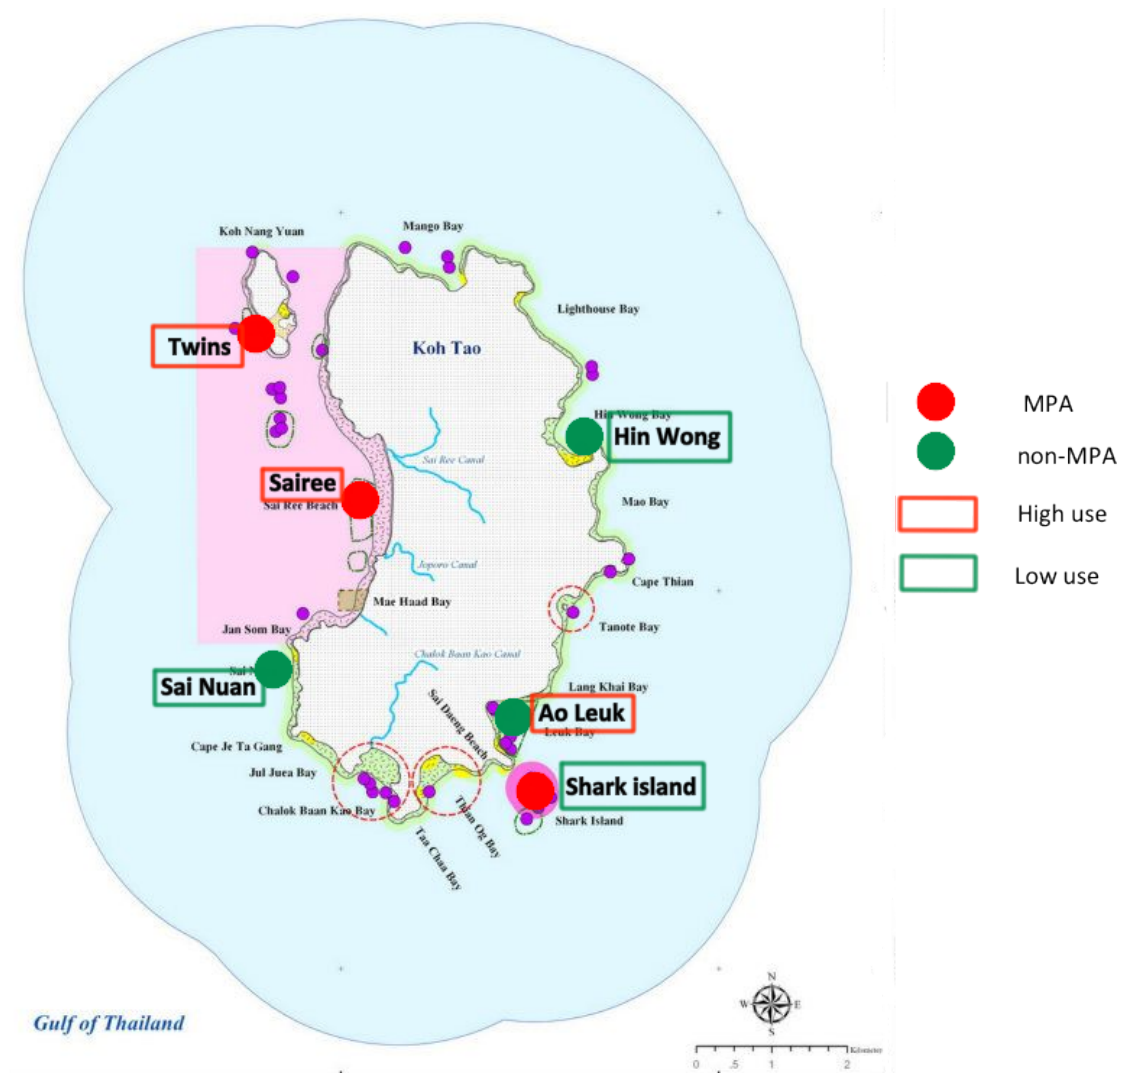 Koh Nang Yuan
Mango Bay
Lighthouse Bay
Twins
Koh Tao
Hin Wong Bay
Hin Wong
Sai Ree Canal
Sairee
Sai Ree Beach
Mao Bay
Joporo Canal
Cape Thian
Mae Haad Bay
Tanote Bay
Jan Som Bay
Chalok Baan Kao Canal
Sai Nuan
Lang Khai Bay
Sai Daeng Beach
Ao Leuk
Leuk Bay
Cape Je Ta Gang
Jul Juea Bay
Shark island
Chalok Baan Kao Bay
Thian Og Bay
Shark Island
Taa Chaa Bay
MPA
non-MPA
High use
Low use
N
W E
S
Gulf of Thailand
Kilometer
0 .5 1 2